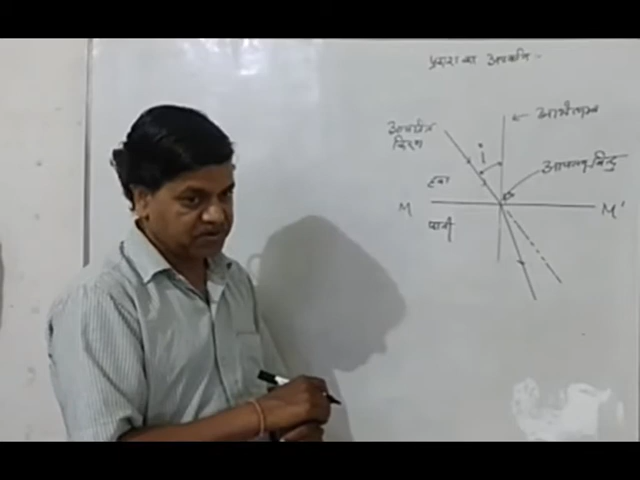 प्रकाश का अपवर्तन :-
अभिलम्ब
आपतित
किरण
i
आपतन बिन्दु
हवा
M M'
पानी